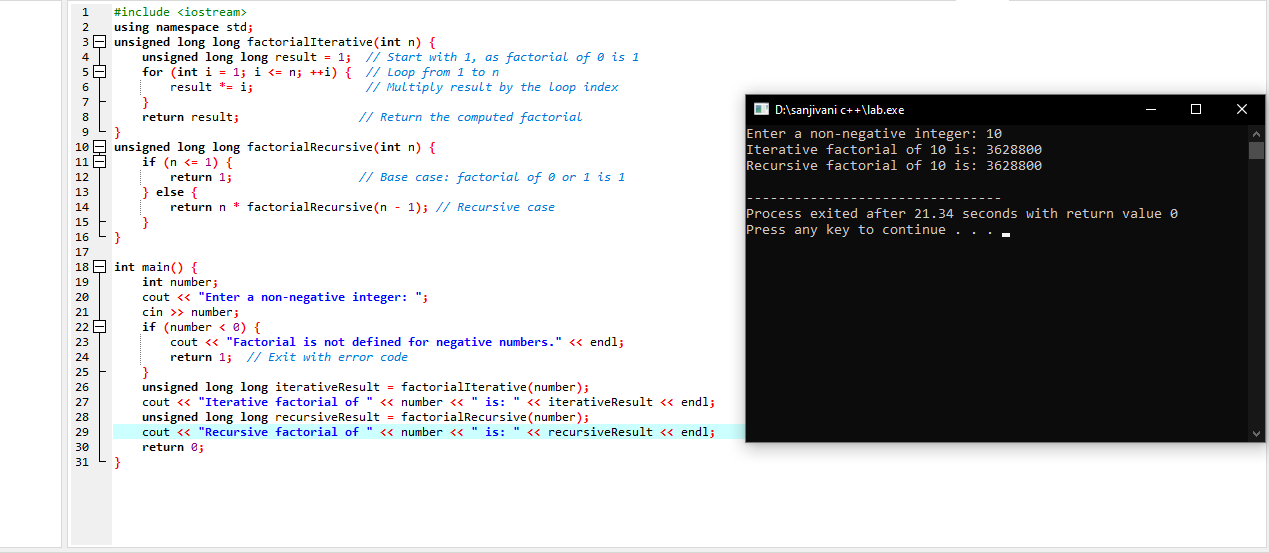 1 #include <iostream>
2 using namespace std;
3 unsigned long long factorialIterative(int n) {
4 unsigned long long result = 1; // Start with 1, as factorial of 0 is 1
5 for (int i = 1; i <= n; ++i) { // Loop from 1 to n
6 result *= i; // Multiply result by the loop index
7 }
8 return result; // Return the computed factorial
9 }
10 unsigned long long factorialRecursive(int n) {
11 if (n <= 1) {
12 return 1; // Base case: factorial of 0 or 1 is 1
13 } else {
14 return n * factorialRecursive(n - 1); // Recursive case
15 }
16 }
17
18 int main() {
19 int number;
20 cout << "Enter a non-negative integer: ";
21 cin >> number;
22 if (number < 0) {
23 cout << "Factorial is not defined for negative numbers." << endl;
24 return 1; // Exit with error code
25 }
26 unsigned long long iterativeResult = factorialIterative(number);
27 cout << "Iterative factorial of " << number << " is: " << iterativeResult << endl;
28 unsigned long long recursiveResult = factorialRecursive(number);
29 cout << "Recursive factorial of " << number << " is: " << recursiveResult << endl;
30 return 0;
31 }
D:\sanjivani c++\lab.exe
Enter a non-negative integer: 10
Iterative factorial of 10 is: 3628800
Recursive factorial of 10 is: 3628800
--------------------------------
Process exited after 21.34 seconds with return value 0
Press any key to continue . . .